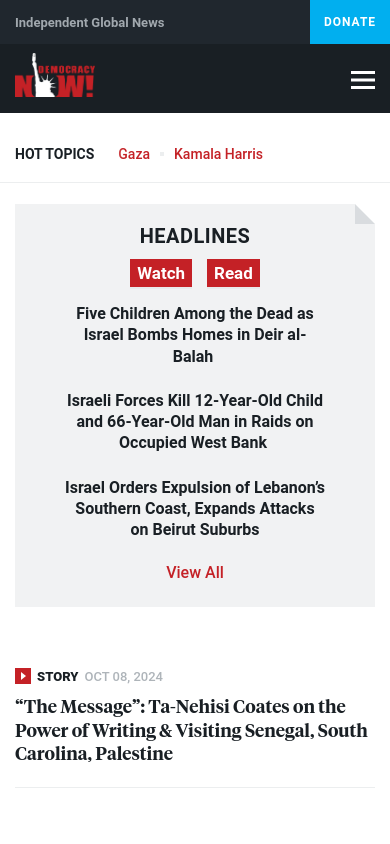 Independent Global News
DONATE
DEMOCRACY
NOW!
HOT TOPICS
Gaza
Kamala Harris
HEADLINES
Watch
Read
Five Children Among the Dead as
Israel Bombs Homes in Deir al-
Balah
Israeli Forces Kill 12-Year-Old Child
and 66-Year-Old Man in Raids on
Occupied West Bank
Israel Orders Expulsion of Lebanon’s
Southern Coast, Expands Attacks
on Beirut Suburbs
View All
STORY OCT 08, 2024
“The Message”: Ta-Nehisi Coates on the
Power of Writing & Visiting Senegal, South
Carolina, Palestine